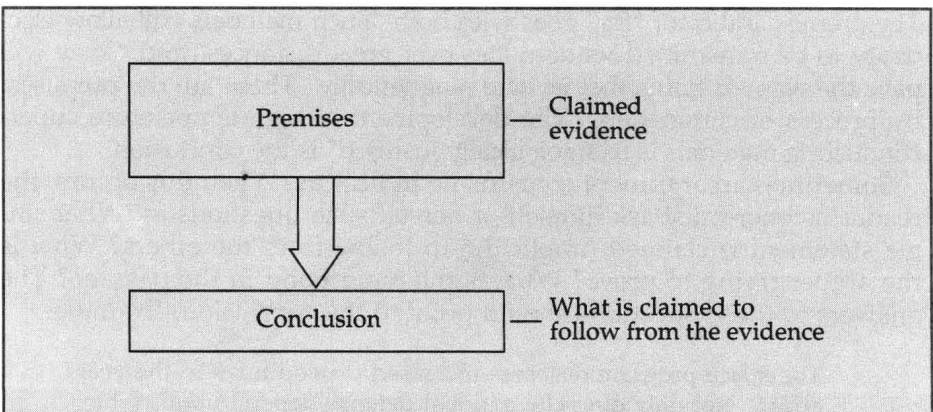 Premises
Claimed
evidence
Conclusion
What is claimed to
follow from the evidence